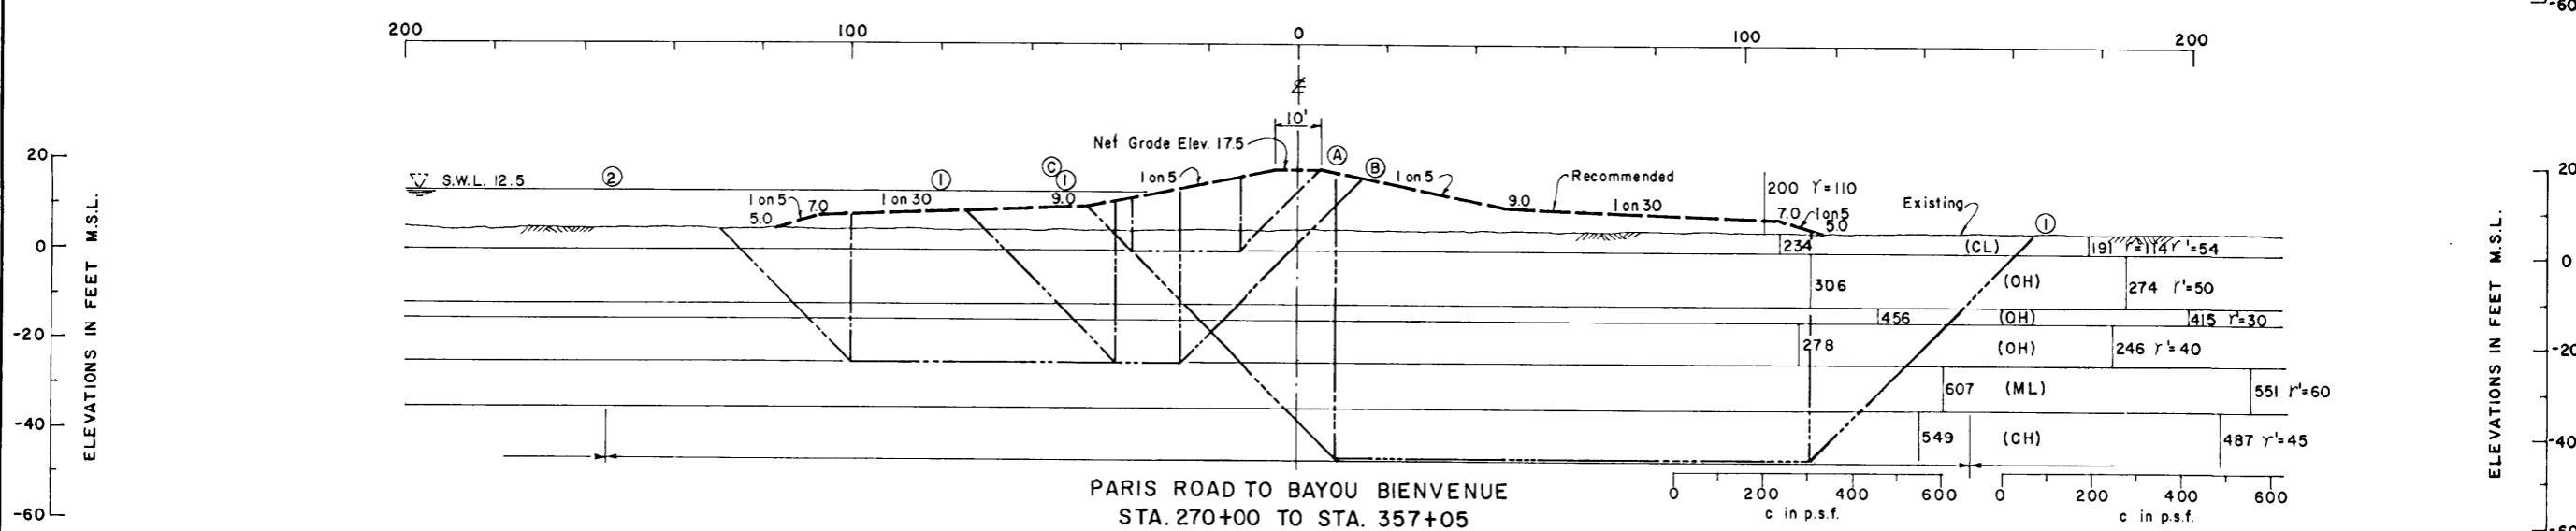 -60
200 100 0 100 200
10'
Net Grade Elev. 17.5
Ⓐ
Ⓑ
Ⓒ
20
S.W.L. 12.5
②
①
①
1 on 5
1 on 5
Recommended
20
200 γ=110
1 on 5
7.0
1 on 30
9.0
9.0
1 on 30
7.0
1 on 5
Existing
5.0
5.0
①
0
234
(CL)
191 γ=114 γ'=54
0
306
(OH)
274 γ'=50
456
(OH)
415 γ'=30
-20
278
(OH)
246 γ'=40
-20
607
(ML)
551 γ'=60
-40
549
(CH)
487 γ'=45
-40
ELEVATIONS IN FEET M.S.L.
ELEVATIONS IN FEET M.S.L.
0 200 400 600
0 200 400 600
c in p.s.f.
c in p.s.f.
-60
-60
PARIS ROAD TO BAYOU BIENVENUE
STA. 270+00 TO STA. 357+05